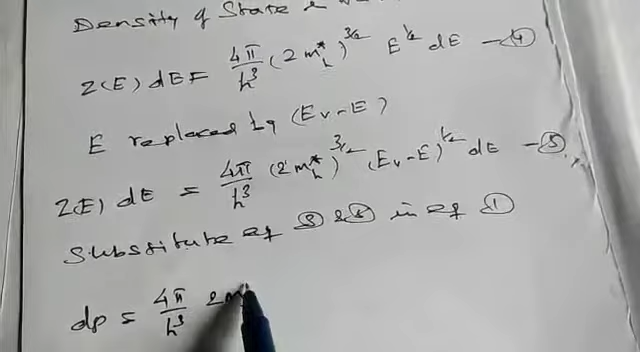 Density of State
Z(E) dE = 4π/h³ (2 m*h)^3/2 E^1/2 dE - ④
E replaced by (Ev-E)
Z(E) dE = 4π/h³ (2m*h)^3/2 (Ev-E)^1/2 dE - ⑤
Substitute eq ③ & ⑤ in eq ①
dp = 4π/h³ 2m